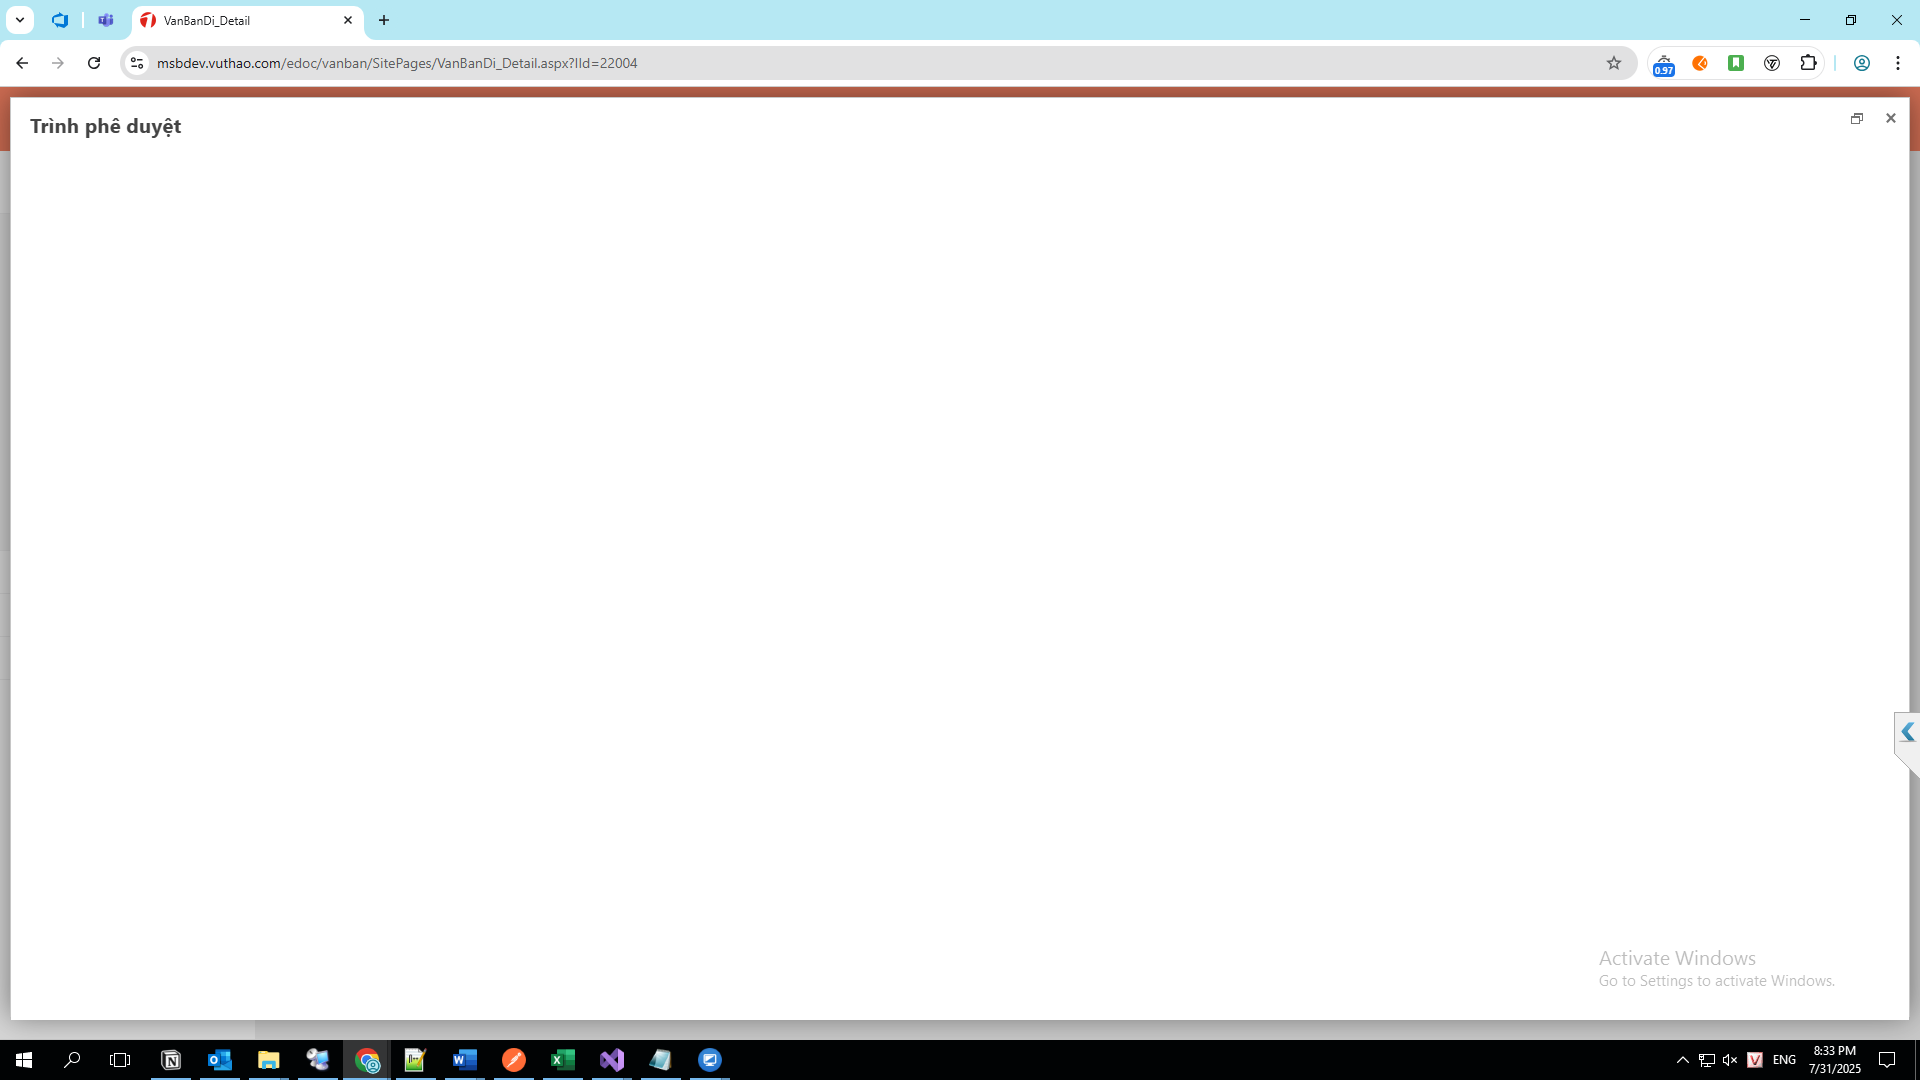 VanBanDi_Detail
msbdev.vuthao.com/edoc/vanban/SitePages/VanBanDi_Detail.aspx?IId=22004
0.97
Trình phê duyệt
Activate Windows
Go to Settings to activate Windows.
ENG
8:33 PM
7/31/2025